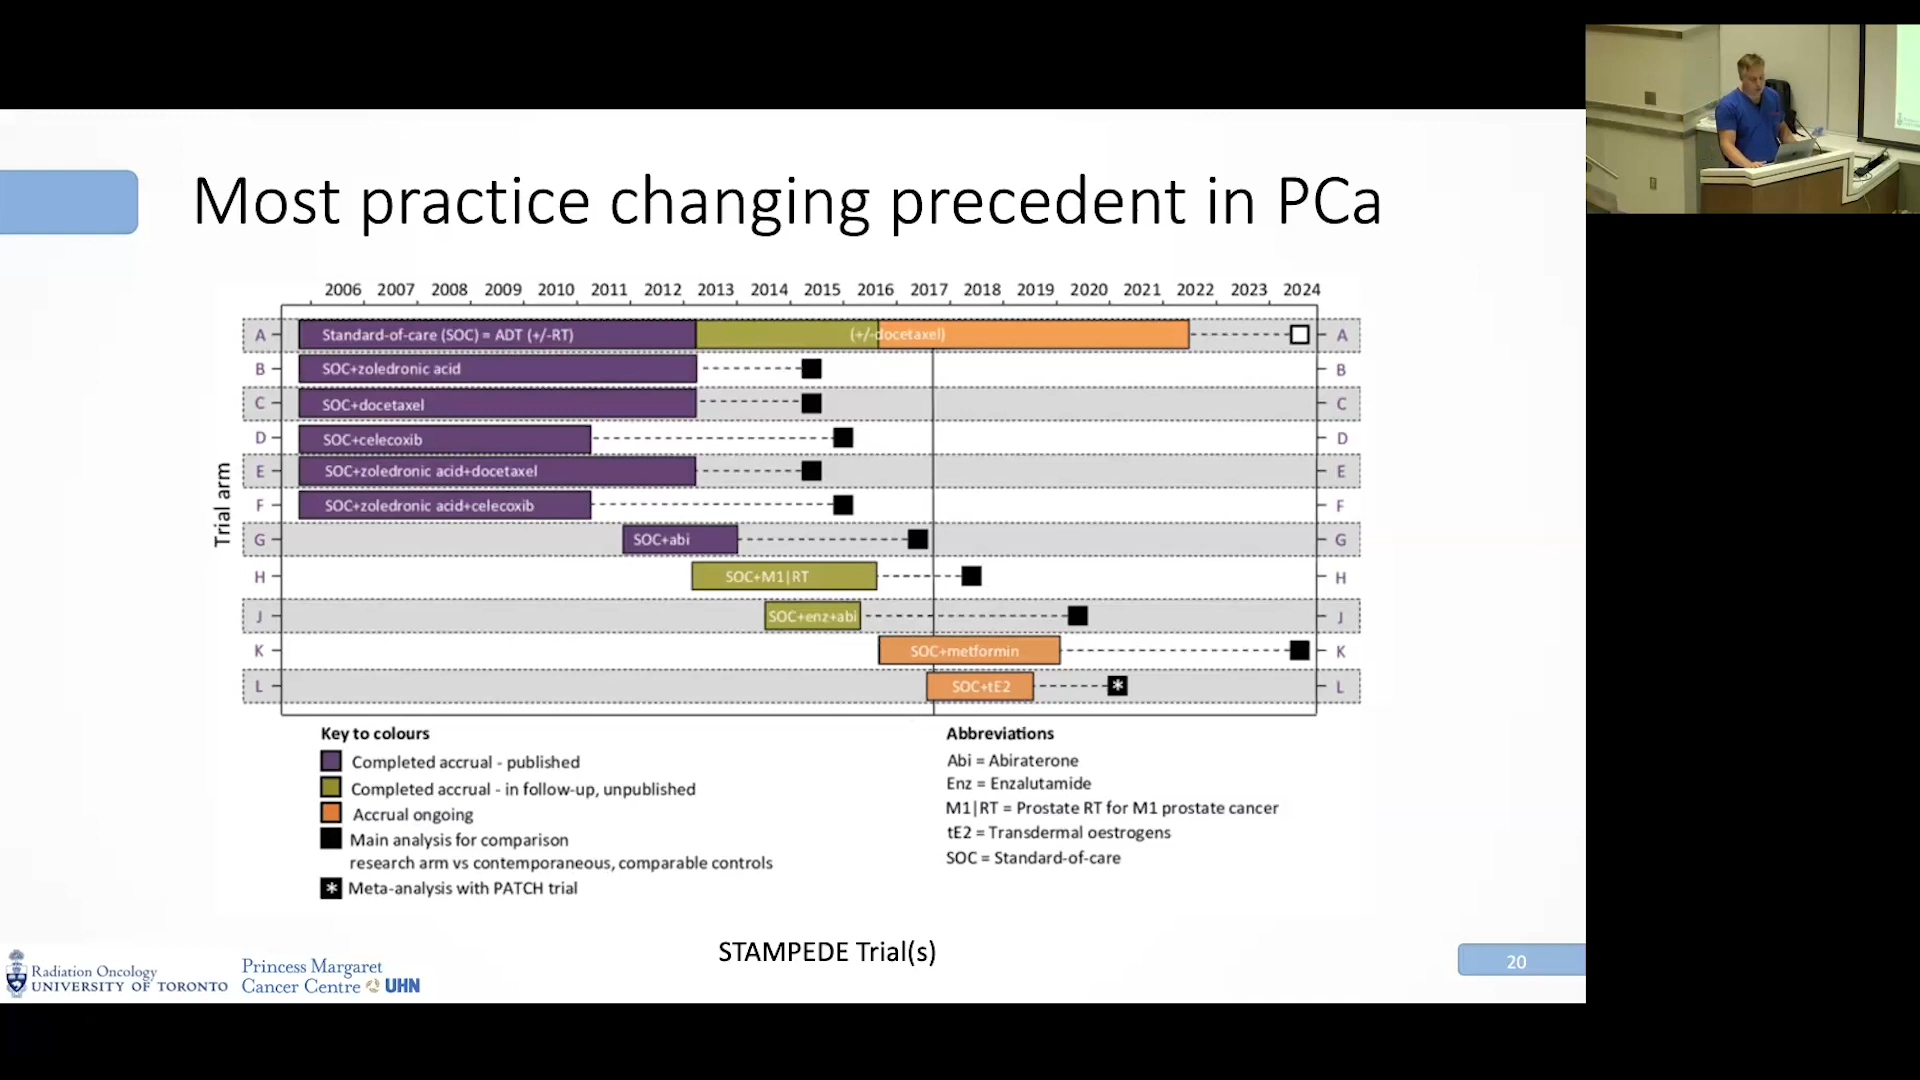 Most practice changing precedent in PCa
2006 2007 2008 2009 2010 2011 2012 2013 2014 2015 2016 2017 2018 2019 2020 2021 2022 2023 2024
Trial arm
A Standard-of-care (SOC) = ADT (+/-RT) (+/-docetaxel) A
B SOC+zoledronic acid B
C SOC+docetaxel C
D SOC+celecoxib D
E SOC+zoledronic acid+docetaxel E
F SOC+zoledronic acid+celecoxib F
G SOC+abi G
H SOC+M1|RT H
J SOC+enz+abi J
K SOC+metformin K
L SOC+tE2 * L
Key to colours
Completed accrual - published
Completed accrual - in follow-up, unpublished
Accrual ongoing
Main analysis for comparison
research arm vs contemporaneous, comparable controls
* Meta-analysis with PATCH trial
Abbreviations
Abi = Abiraterone
Enz = Enzalutamide
M1|RT = Prostate RT for M1 prostate cancer
tE2 = Transdermal oestrogens
SOC = Standard-of-care
STAMPEDE Trial(s)
Radiation Oncology
UNIVERSITY OF TORONTO
Princess Margaret
Cancer Centre UHN
20